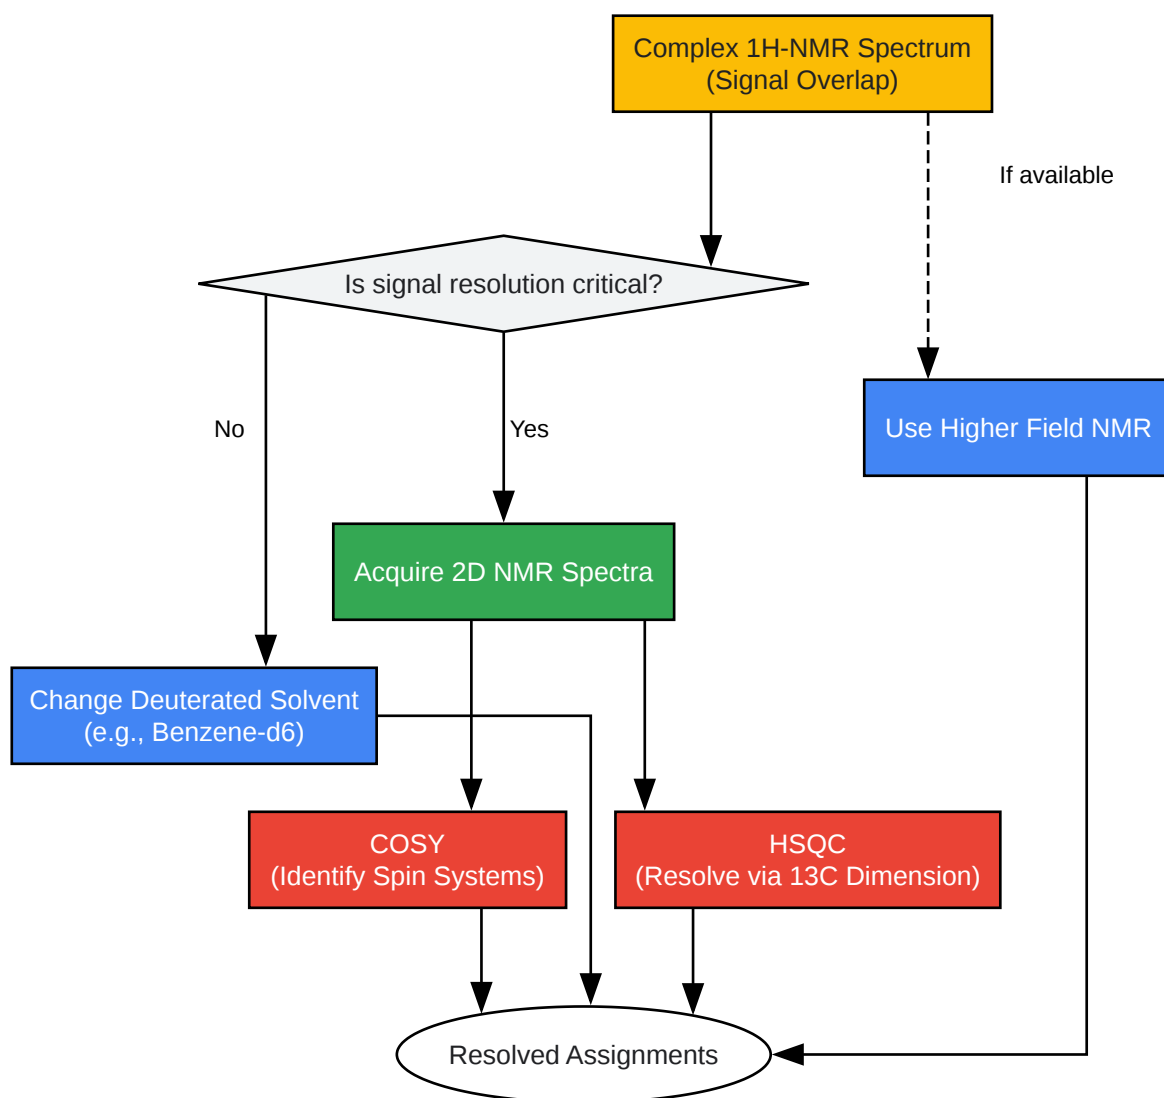 Complex 1H-NMR Spectrum
(Signal Overlap)
If available
Is signal resolution critical?
No
Yes
Use Higher Field NMR
Acquire 2D NMR Spectra
Change Deuterated Solvent
(e.g., Benzene-d6)
COSY
(Identify Spin Systems)
HSQC
(Resolve via 13C Dimension)
Resolved Assignments